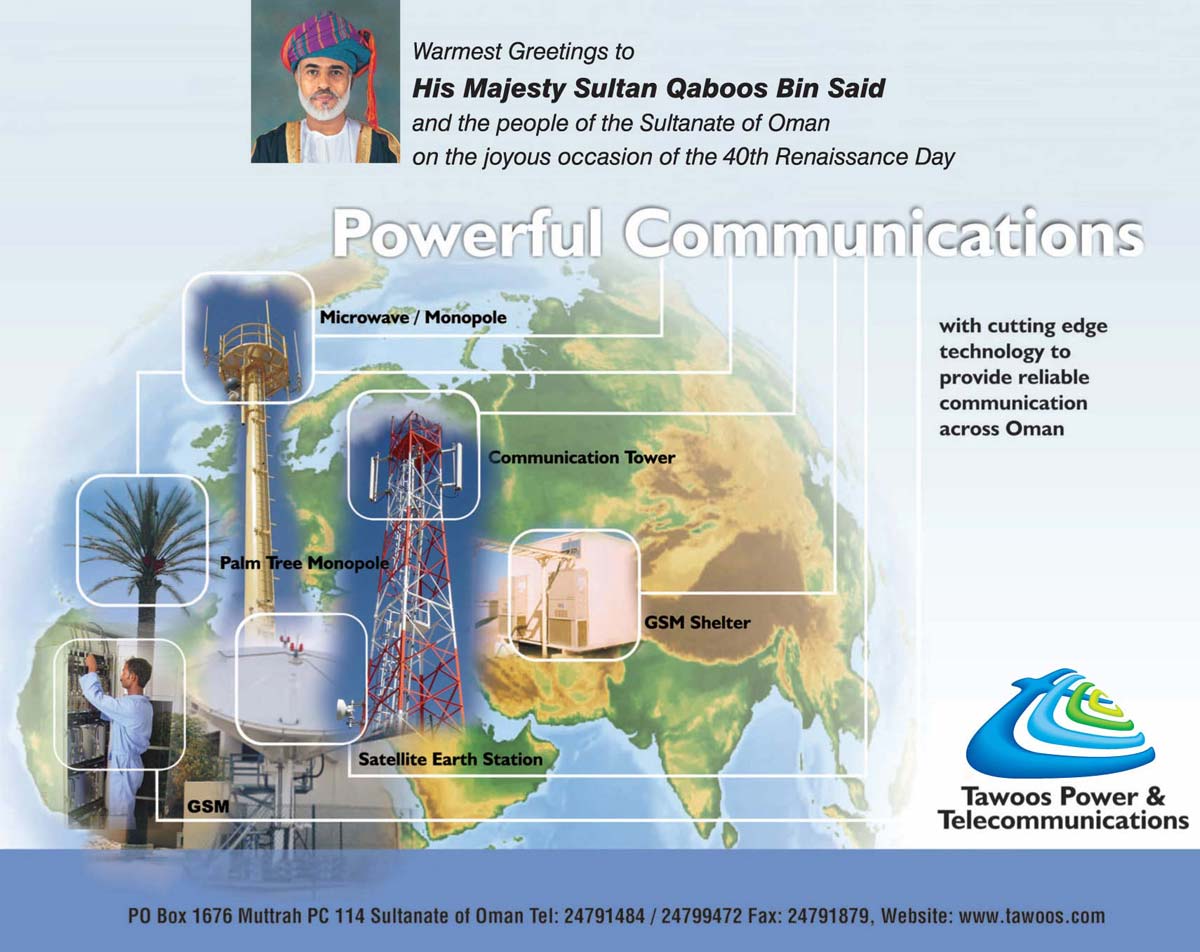 Warmest Greetings to
His Majesty Sultan Qaboos Bin Said
and the people of the Sultanate of Oman
on the joyous occasion of the 40th Renaissance Day
Powerful Communications
Microwave / Monopole
with cutting edge
technology to
provide reliable
communication
across Oman
Communication Tower
Palm Tree Monopole
GSM Shelter
Satellite Earth Station
GSM
Tawoos Power &
Telecommunications
PO Box 1676 Muttrah PC 114 Sultanate of Oman Tel: 24791484 / 24799472 Fax: 24791879, Website: www.tawoos.com